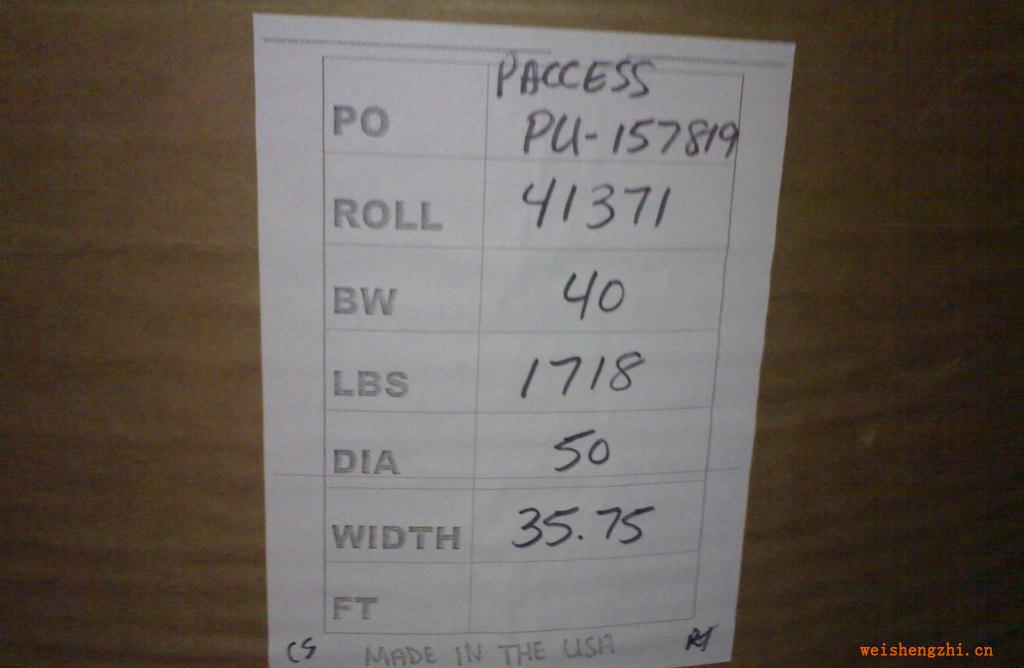 PACCESS
PO PU-157819
ROLL 41371
BW 40
LBS 1718
DIA 50
WIDTH 35.75
FT
CS MADE IN THE USA RT
weishengzhi.cn